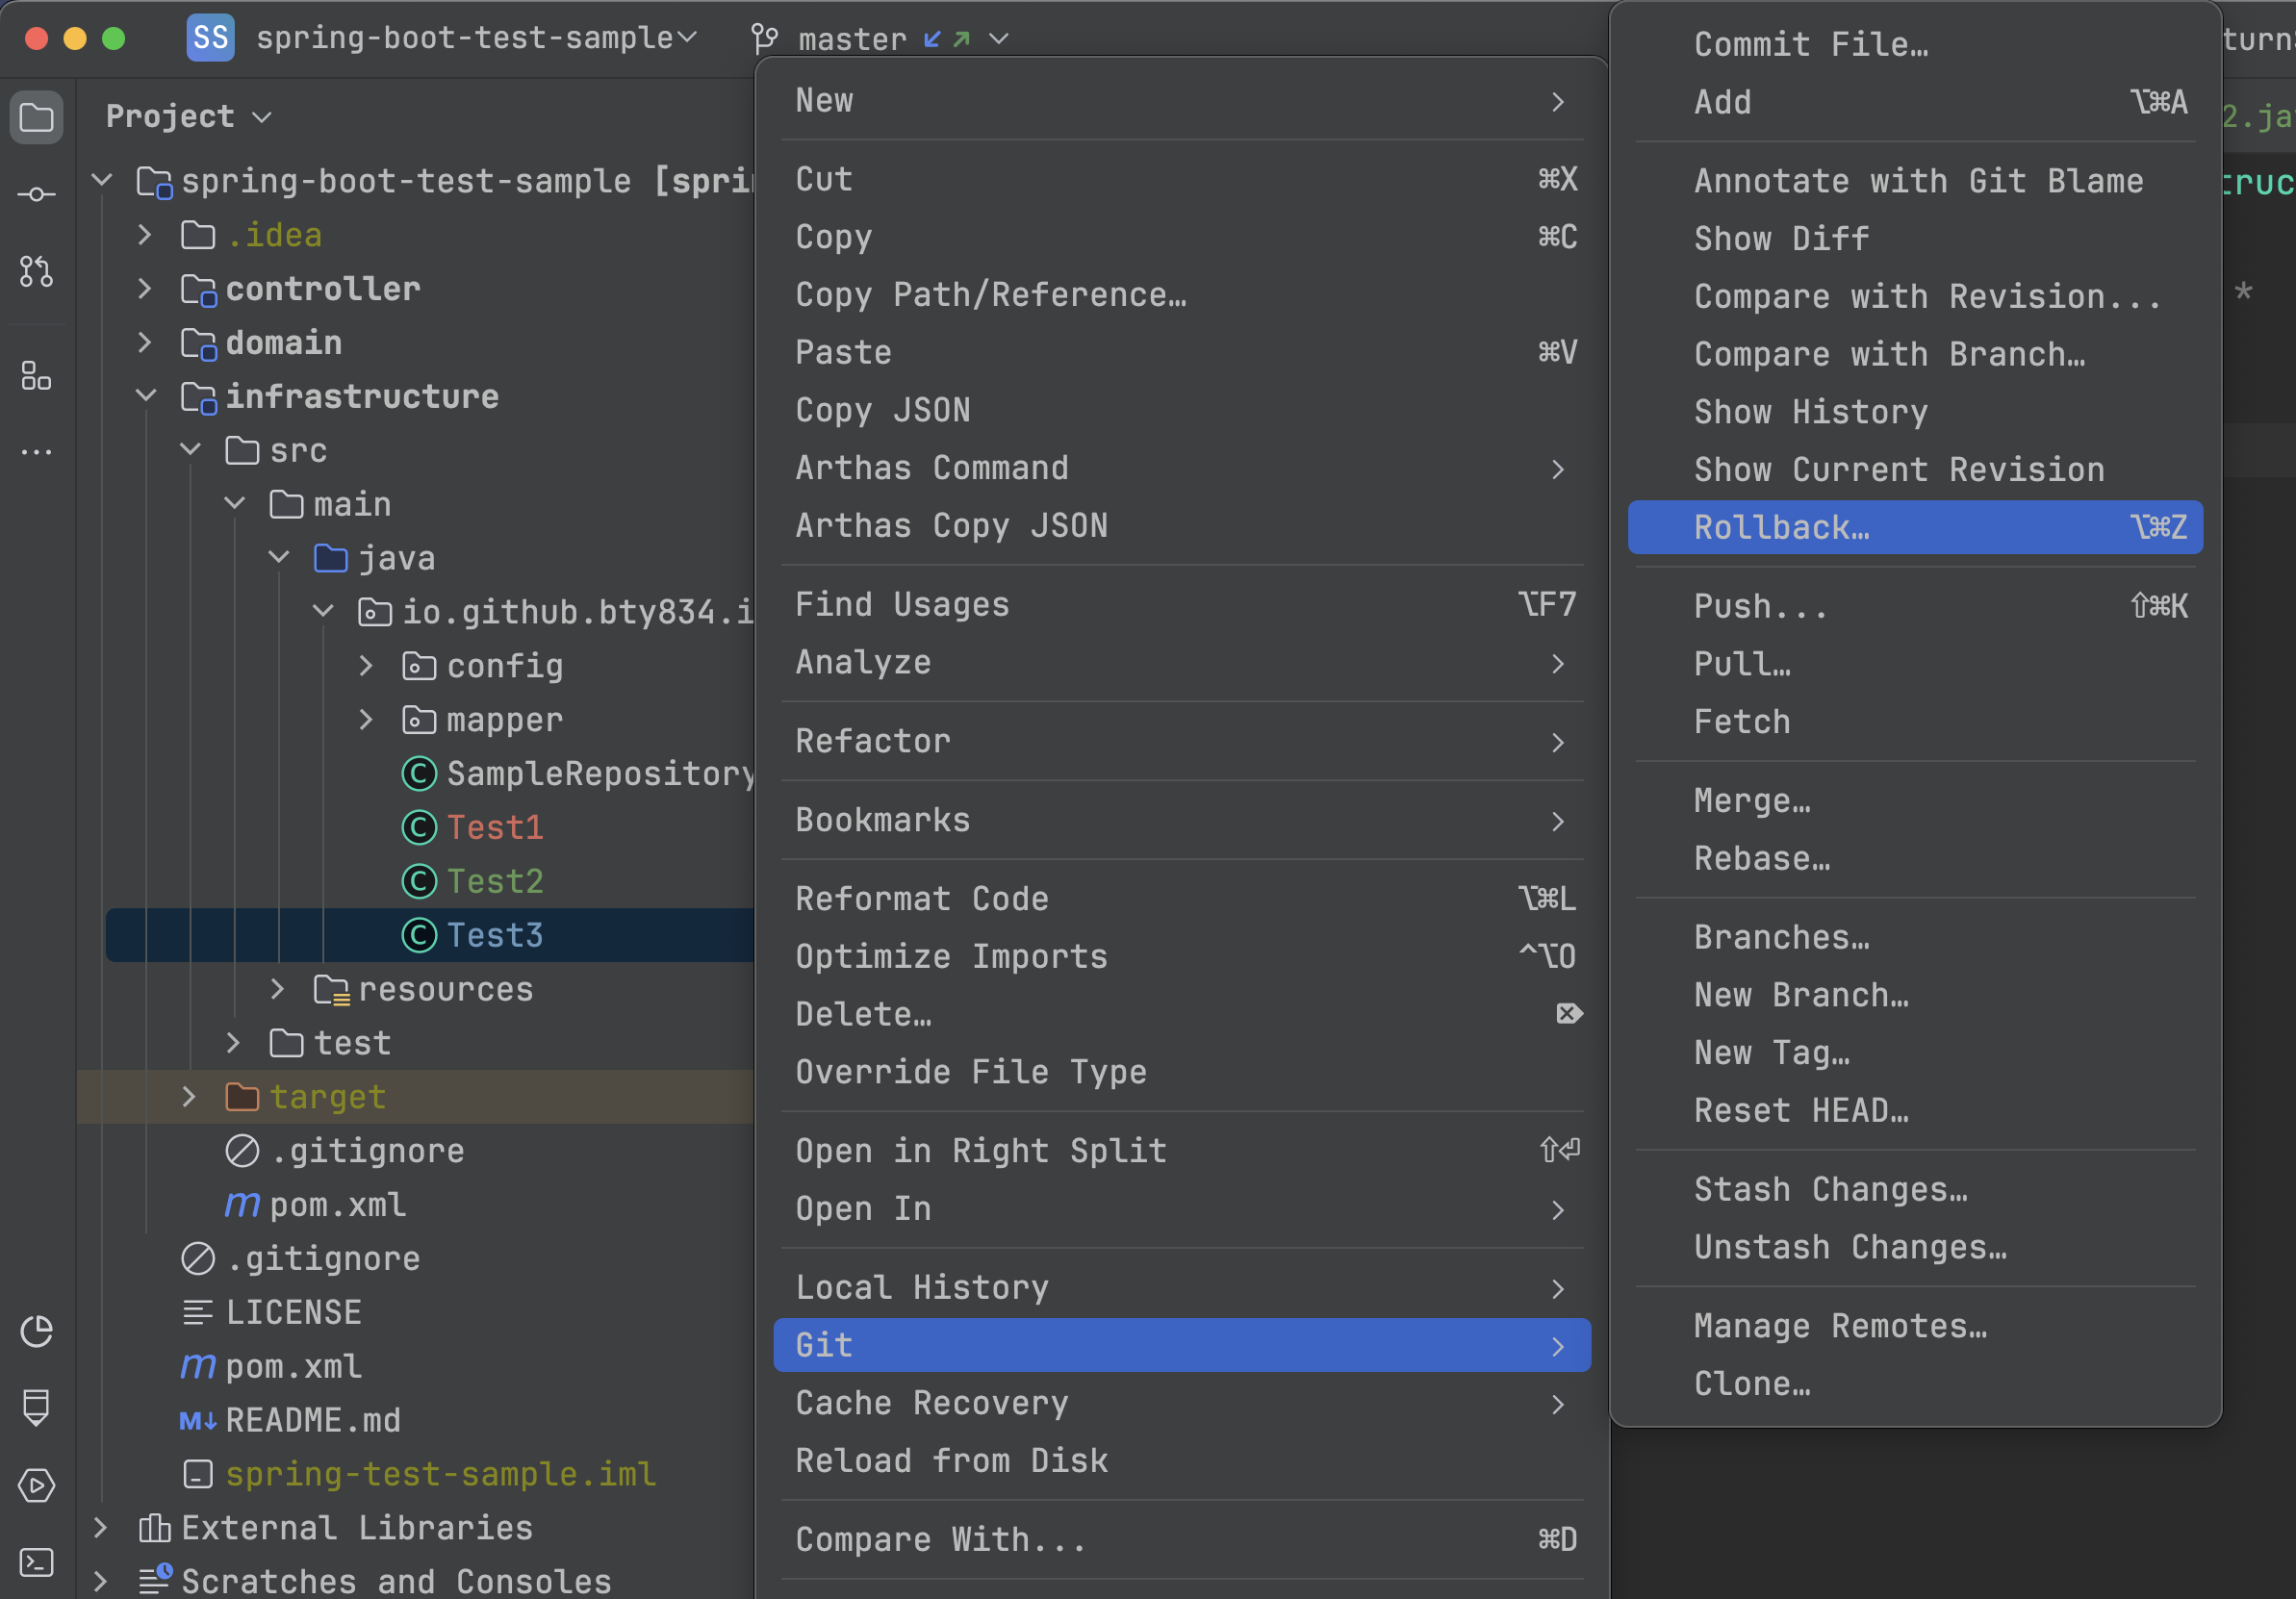 SS spring-boot-test-sample master
Project
spring-boot-test-sample
.idea
controller
domain
infrastructure
src
main
java
io.github.bty834.i
config
mapper
SampleRepository
Test1
Test2
Test3
resources
test
target
.gitignore
pom.xml
.gitignore
LICENSE
pom.xml
README.md
spring-test-sample.iml
External Libraries
Scratches and Consoles
New
Cut ⌘X
Copy ⌘C
Copy Path/Reference…
Paste ⌘V
Copy JSON
Arthas Command
Arthas Copy JSON
Find Usages ⌥F7
Analyze
Refactor
Bookmarks
Reformat Code ⌥⌘L
Optimize Imports ^⌥O
Delete… ⌦
Override File Type
Open in Right Split ⇧⏎
Open In
Local History
Git
Cache Recovery
Reload from Disk
Compare With... ⌘D
Commit File…
Add ⌥⌘A
Annotate with Git Blame
Show Diff
Compare with Revision...
Compare with Branch…
Show History
Show Current Revision
Rollback… ⌥⌘Z
Push... ⇧⌘K
Pull…
Fetch
Merge…
Rebase…
Branches…
New Branch…
New Tag…
Reset HEAD…
Stash Changes…
Unstash Changes…
Manage Remotes…
Clone…
2.ja
*